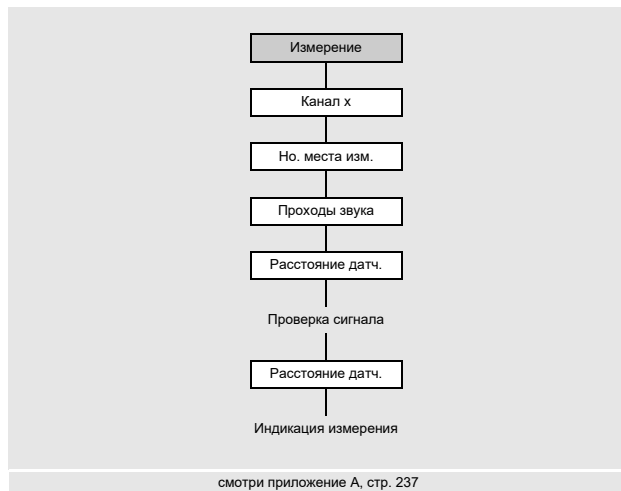 Измерение
Канал x
Но. места изм.
Проходы звука
Расстояние датч.
Проверка сигнала
Расстояние датч.
Индикация измерения
смотри приложение А, стр. 237